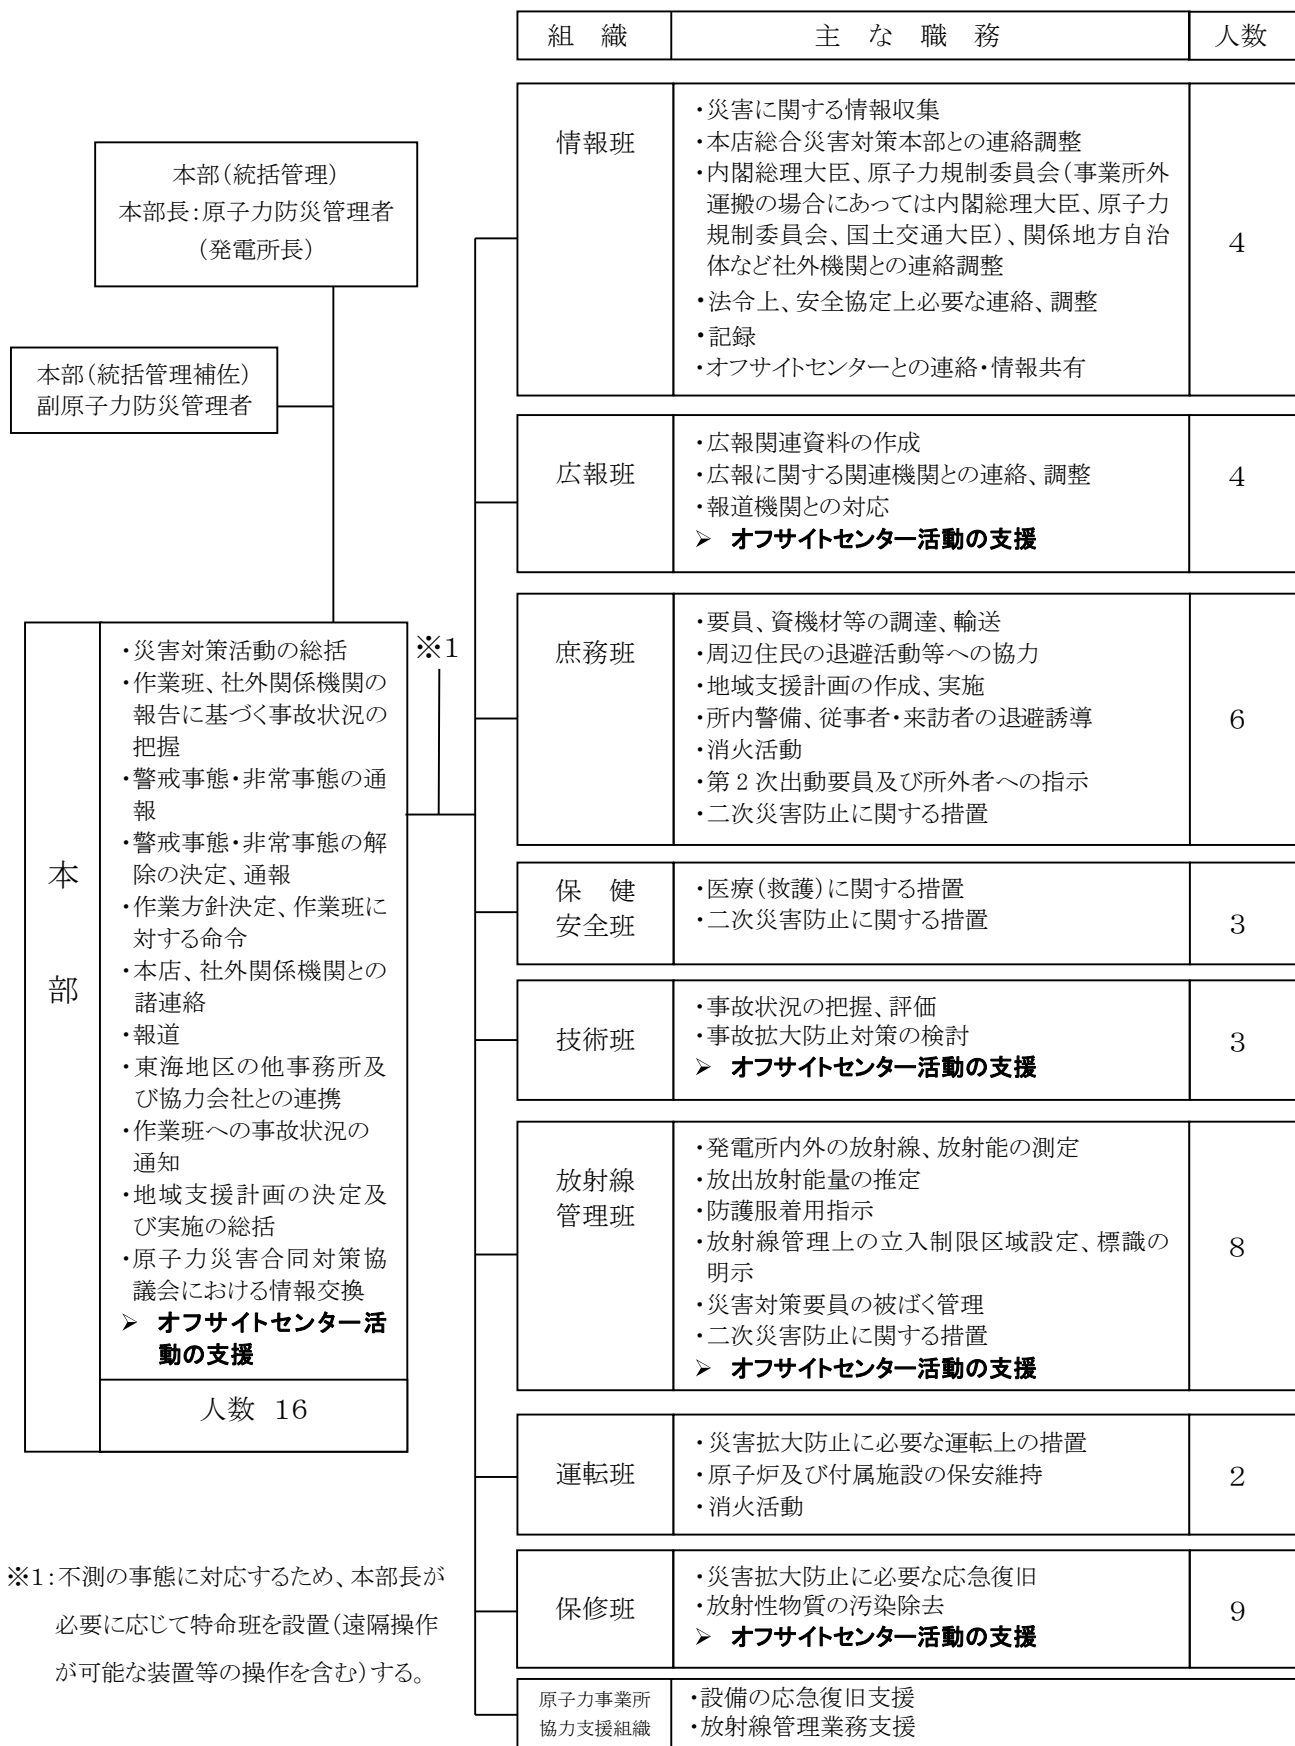 組 織 主 な 職 務 人数
本部(統括管理)
本部長:原子力防災管理者
(発電所長)
本部(統括管理補佐)
副原子力防災管理者
本部
・災害対策活動の総括
・作業班、社外関係機関の
報告に基づく事故状況の
把握
・警戒事態・非常事態の通
報
・警戒事態・非常事態の解
除の決定、通報
・作業方針決定、作業班に
対する命令
・本店、社外関係機関との
諸連絡
・報道
・東海地区の他事務所及
び協力会社との連携
・作業班への事故状況の
通知
・地域支援計画の決定及
び実施の総括
・原子力災害合同対策協
議会における情報交換
➢ オフサイトセンター活
動の支援
人数 16
※1
情報班
・災害に関する情報収集
・本店総合災害対策本部との連絡調整
・内閣総理大臣、原子力規制委員会(事業所外
運搬の場合にあっては内閣総理大臣、原子力
規制委員会、国土交通大臣)、関係地方自治
体など社外機関との連絡調整
・法令上、安全協定上必要な連絡、調整
・記録
・オフサイトセンターとの連絡・情報共有
4
広報班
・広報関連資料の作成
・広報に関する関連機関との連絡、調整
・報道機関との対応
➢ オフサイトセンター活動の支援
4
庶務班
・要員、資機材等の調達、輸送
・周辺住民の退避活動等への協力
・地域支援計画の作成、実施
・所内警備、従事者・来訪者の退避誘導
・消火活動
・第2次出動要員及び所外者への指示
・二次災害防止に関する措置
6
保 健
安全班
・医療(救護)に関する措置
・二次災害防止に関する措置
3
技術班
・事故状況の把握、評価
・事故拡大防止対策の検討
➢ オフサイトセンター活動の支援
3
放射線
管理班
・発電所内外の放射線、放射能の測定
・放出放射能量の推定
・防護服着用指示
・放射線管理上の立入制限区域設定、標識の
明示
・災害対策要員の被ばく管理
・二次災害防止に関する措置
➢ オフサイトセンター活動の支援
8
運転班
・災害拡大防止に必要な運転上の措置
・原子炉及び付属施設の保安維持
・消火活動
2
保修班
・災害拡大防止に必要な応急復旧
・放射性物質の汚染除去
➢ オフサイトセンター活動の支援
9
原子力事業所
協力支援組織
・設備の応急復旧支援
・放射線管理業務支援
※1:不測の事態に対応するため、本部長が
必要に応じて特命班を設置(遠隔操作
が可能な装置等の操作を含む)する。